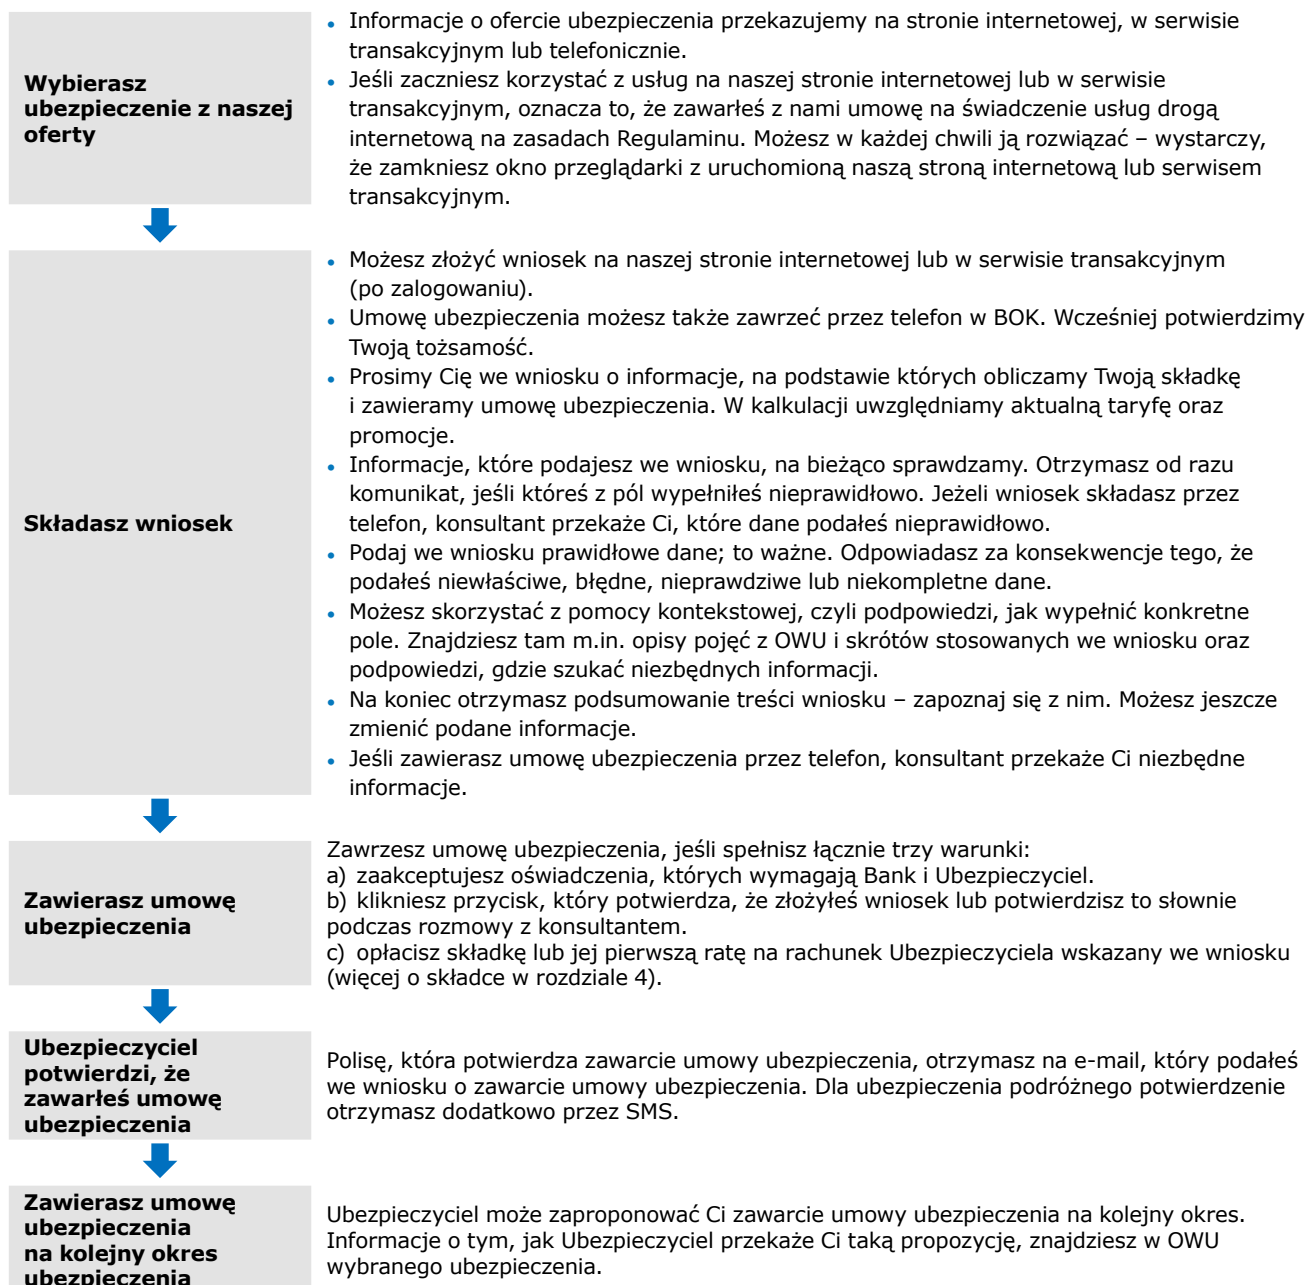 Wybierasz
ubezpieczenie z naszej
oferty
• Informacje o ofercie ubezpieczenia przekazujemy na stronie internetowej, w serwisie
transakcyjnym lub telefonicznie.
• Jeśli zaczniesz korzystać z usług na naszej stronie internetowej lub w serwisie
transakcyjnym, oznacza to, że zawarłeś z nami umowę na świadczenie usług drogą
internetową na zasadach Regulaminu. Możesz w każdej chwili ją rozwiązać – wystarczy,
że zamkniesz okno przeglądarki z uruchomioną naszą stroną internetową lub serwisem
transakcyjnym.
Składasz wniosek
• Możesz złożyć wniosek na naszej stronie internetowej lub w serwisie transakcyjnym
(po zalogowaniu).
• Umowę ubezpieczenia możesz także zawrzeć przez telefon w BOK. Wcześniej potwierdzimy
Twoją tożsamość.
• Prosimy Cię we wniosku o informacje, na podstawie których obliczamy Twoją składkę
i zawieramy umowę ubezpieczenia. W kalkulacji uwzględniamy aktualną taryfę oraz
promocje.
• Informacje, które podajesz we wniosku, na bieżąco sprawdzamy. Otrzymasz od razu
komunikat, jeśli któreś z pól wypełniłeś nieprawidłowo. Jeżeli wniosek składasz przez
telefon, konsultant przekaże Ci, które dane podałeś nieprawidłowo.
• Podaj we wniosku prawidłowe dane; to ważne. Odpowiadasz za konsekwencje tego, że
podałeś niewłaściwe, błędne, nieprawdziwe lub niekompletne dane.
• Możesz skorzystać z pomocy kontekstowej, czyli podpowiedzi, jak wypełnić konkretne
pole. Znajdziesz tam m.in. opisy pojęć z OWU i skrótów stosowanych we wniosku oraz
podpowiedzi, gdzie szukać niezbędnych informacji.
• Na koniec otrzymasz podsumowanie treści wniosku – zapoznaj się z nim. Możesz jeszcze
zmienić podane informacje.
• Jeśli zawierasz umowę ubezpieczenia przez telefon, konsultant przekaże Ci niezbędne
informacje.
Zawierasz umowę
ubezpieczenia
Zawrzesz umowę ubezpieczenia, jeśli spełnisz łącznie trzy warunki:
a) zaakceptujesz oświadczenia, których wymagają Bank i Ubezpieczyciel.
b) klikniesz przycisk, który potwierdza, że złożyłeś wniosek lub potwierdzisz to słownie
podczas rozmowy z konsultantem.
c) opłacisz składkę lub jej pierwszą ratę na rachunek Ubezpieczyciela wskazany we wniosku
(więcej o składce w rozdziale 4).
Ubezpieczyciel
potwierdzi, że
zawarłeś umowę
ubezpieczenia
Polisę, która potwierdza zawarcie umowy ubezpieczenia, otrzymasz na e-mail, który podałeś
we wniosku o zawarcie umowy ubezpieczenia. Dla ubezpieczenia podróżnego potwierdzenie
otrzymasz dodatkowo przez SMS.
Zawierasz umowę
ubezpieczenia
na kolejny okres
ubezpieczenia
Ubezpieczyciel może zaproponować Ci zawarcie umowy ubezpieczenia na kolejny okres.
Informacje o tym, jak Ubezpieczyciel przekaże Ci taką propozycję, znajdziesz w OWU
wybranego ubezpieczenia.